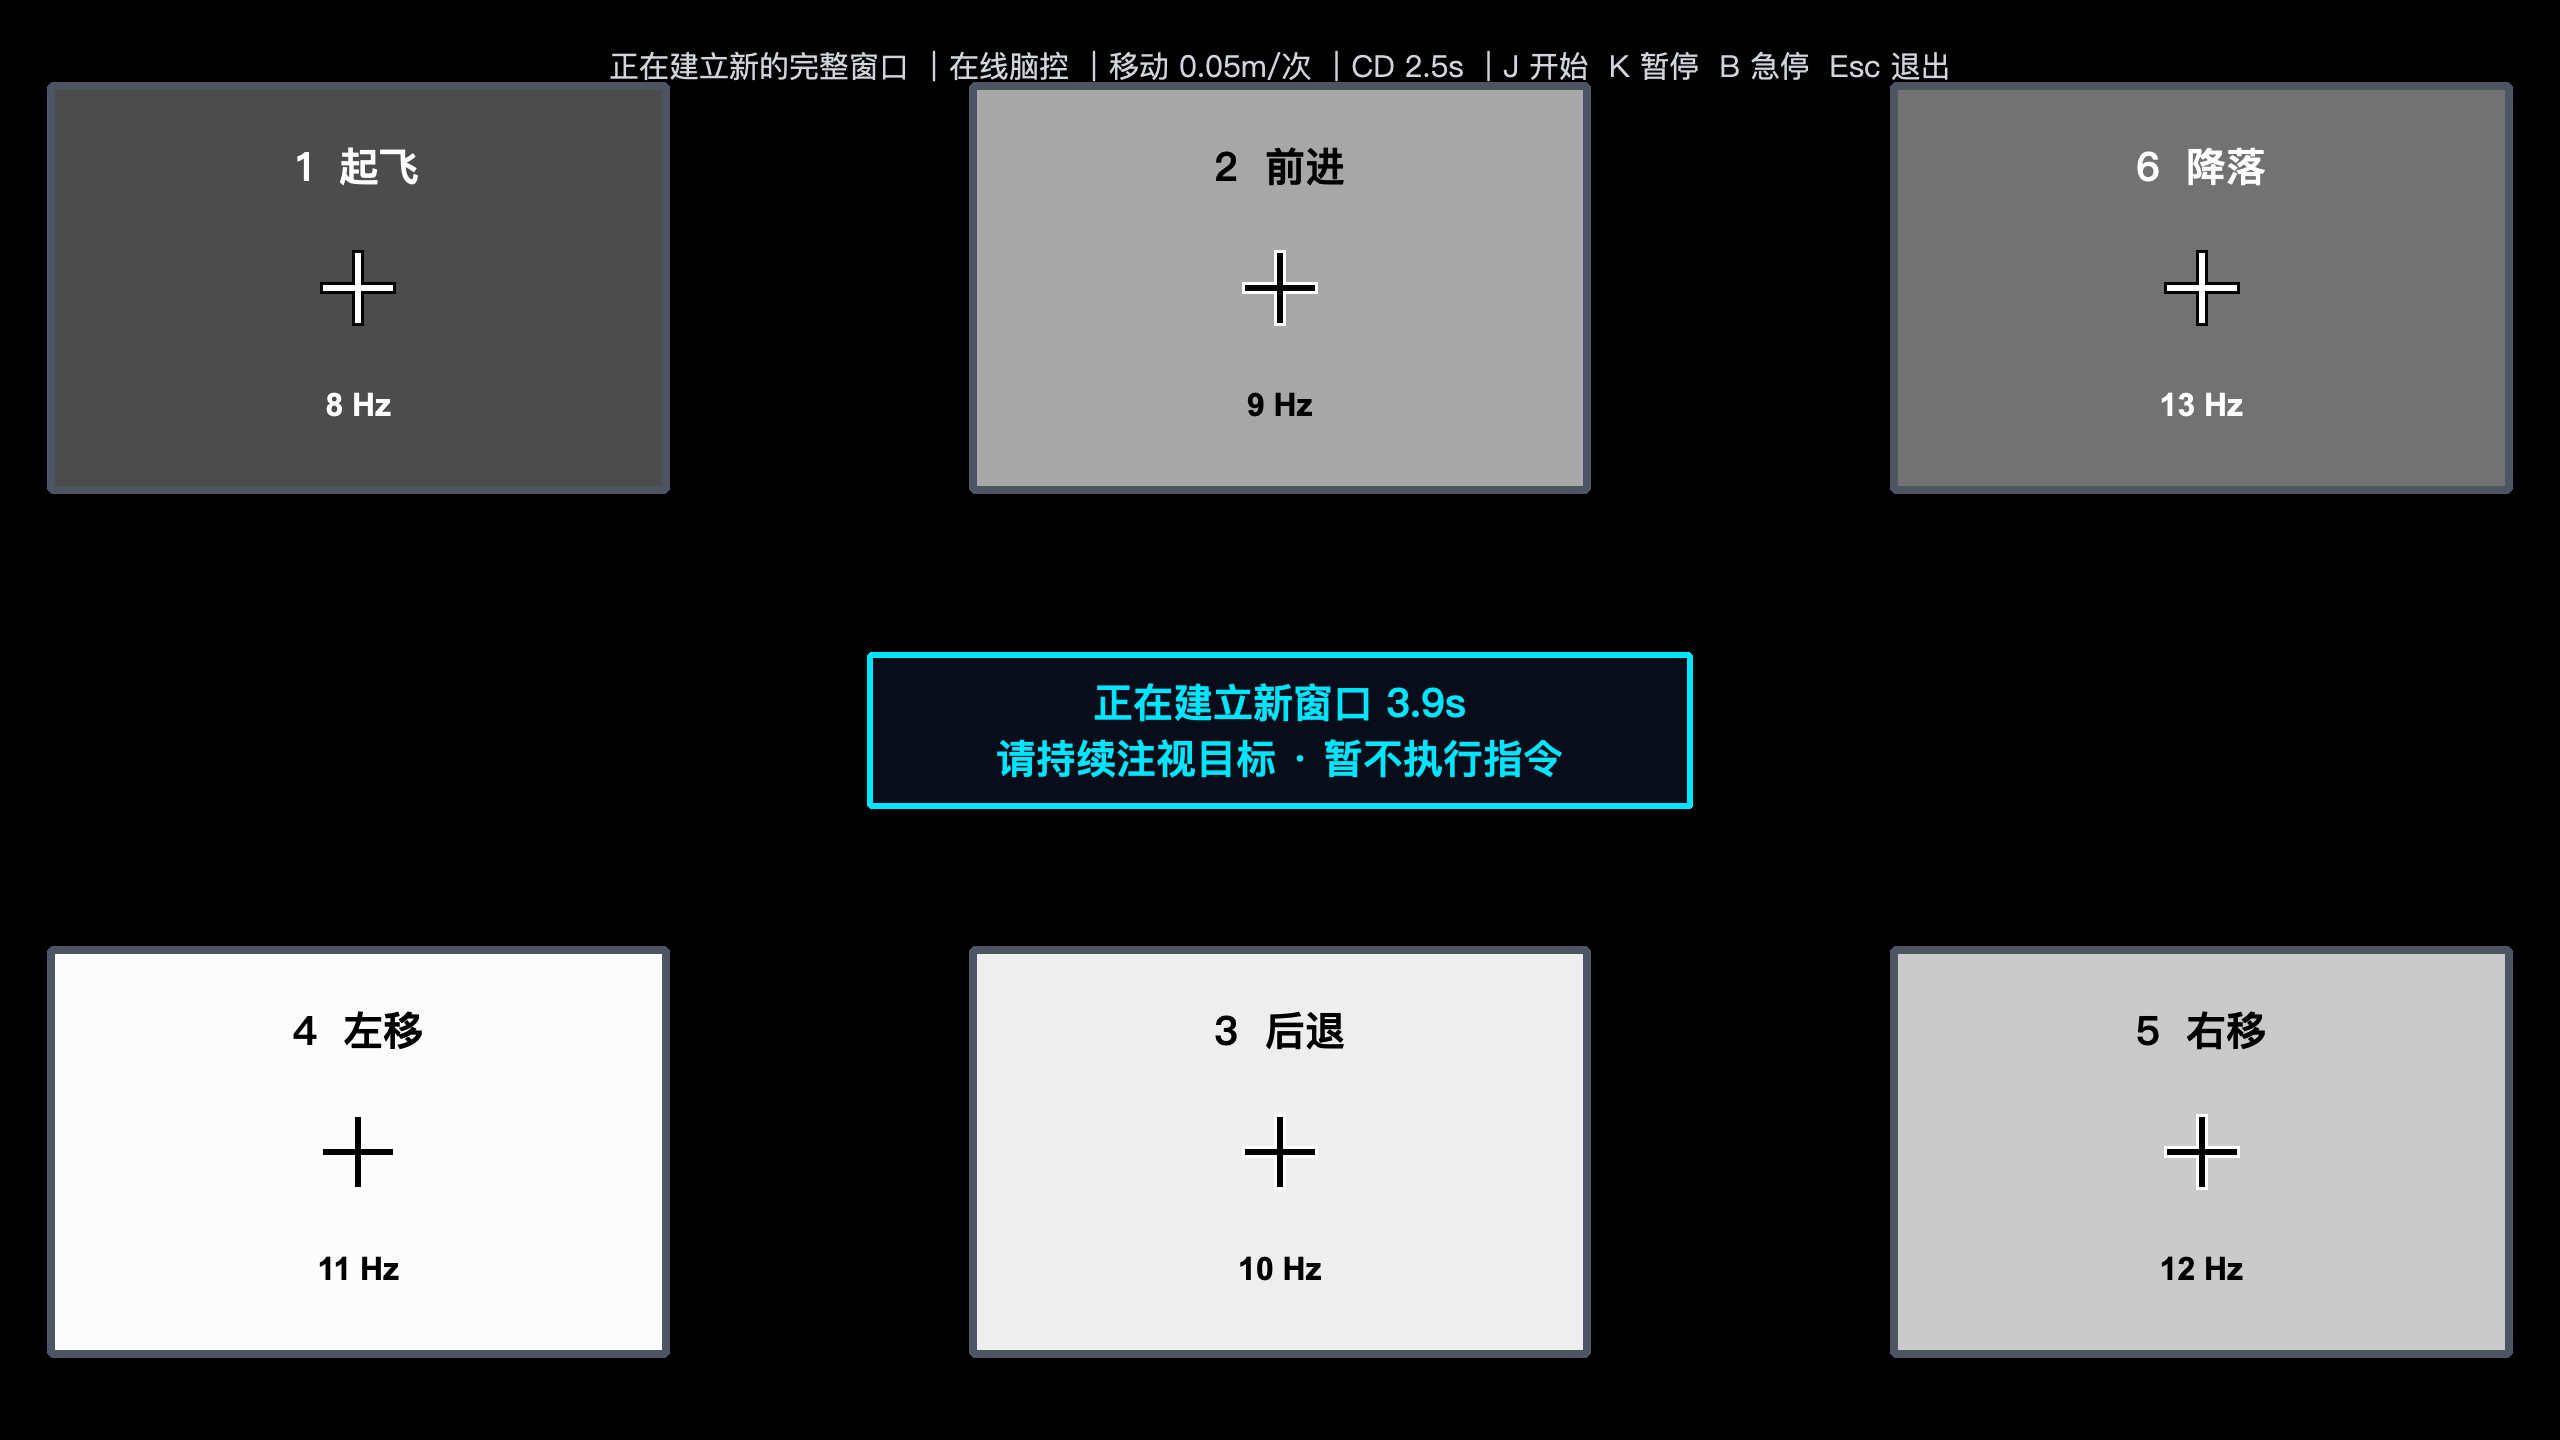 正在建立新的完整窗口 | 在线脑控 | 移动 0.05m/次 | CD 2.5s | J 开始 K 暂停 B 急停 Esc 退出
1 起飞
8 Hz
2 前进
9 Hz
6 降落
13 Hz
正在建立新窗口 3.9s
请持续注视目标 · 暂不执行指令
4 左移
11 Hz
3 后退
10 Hz
5 右移
12 Hz